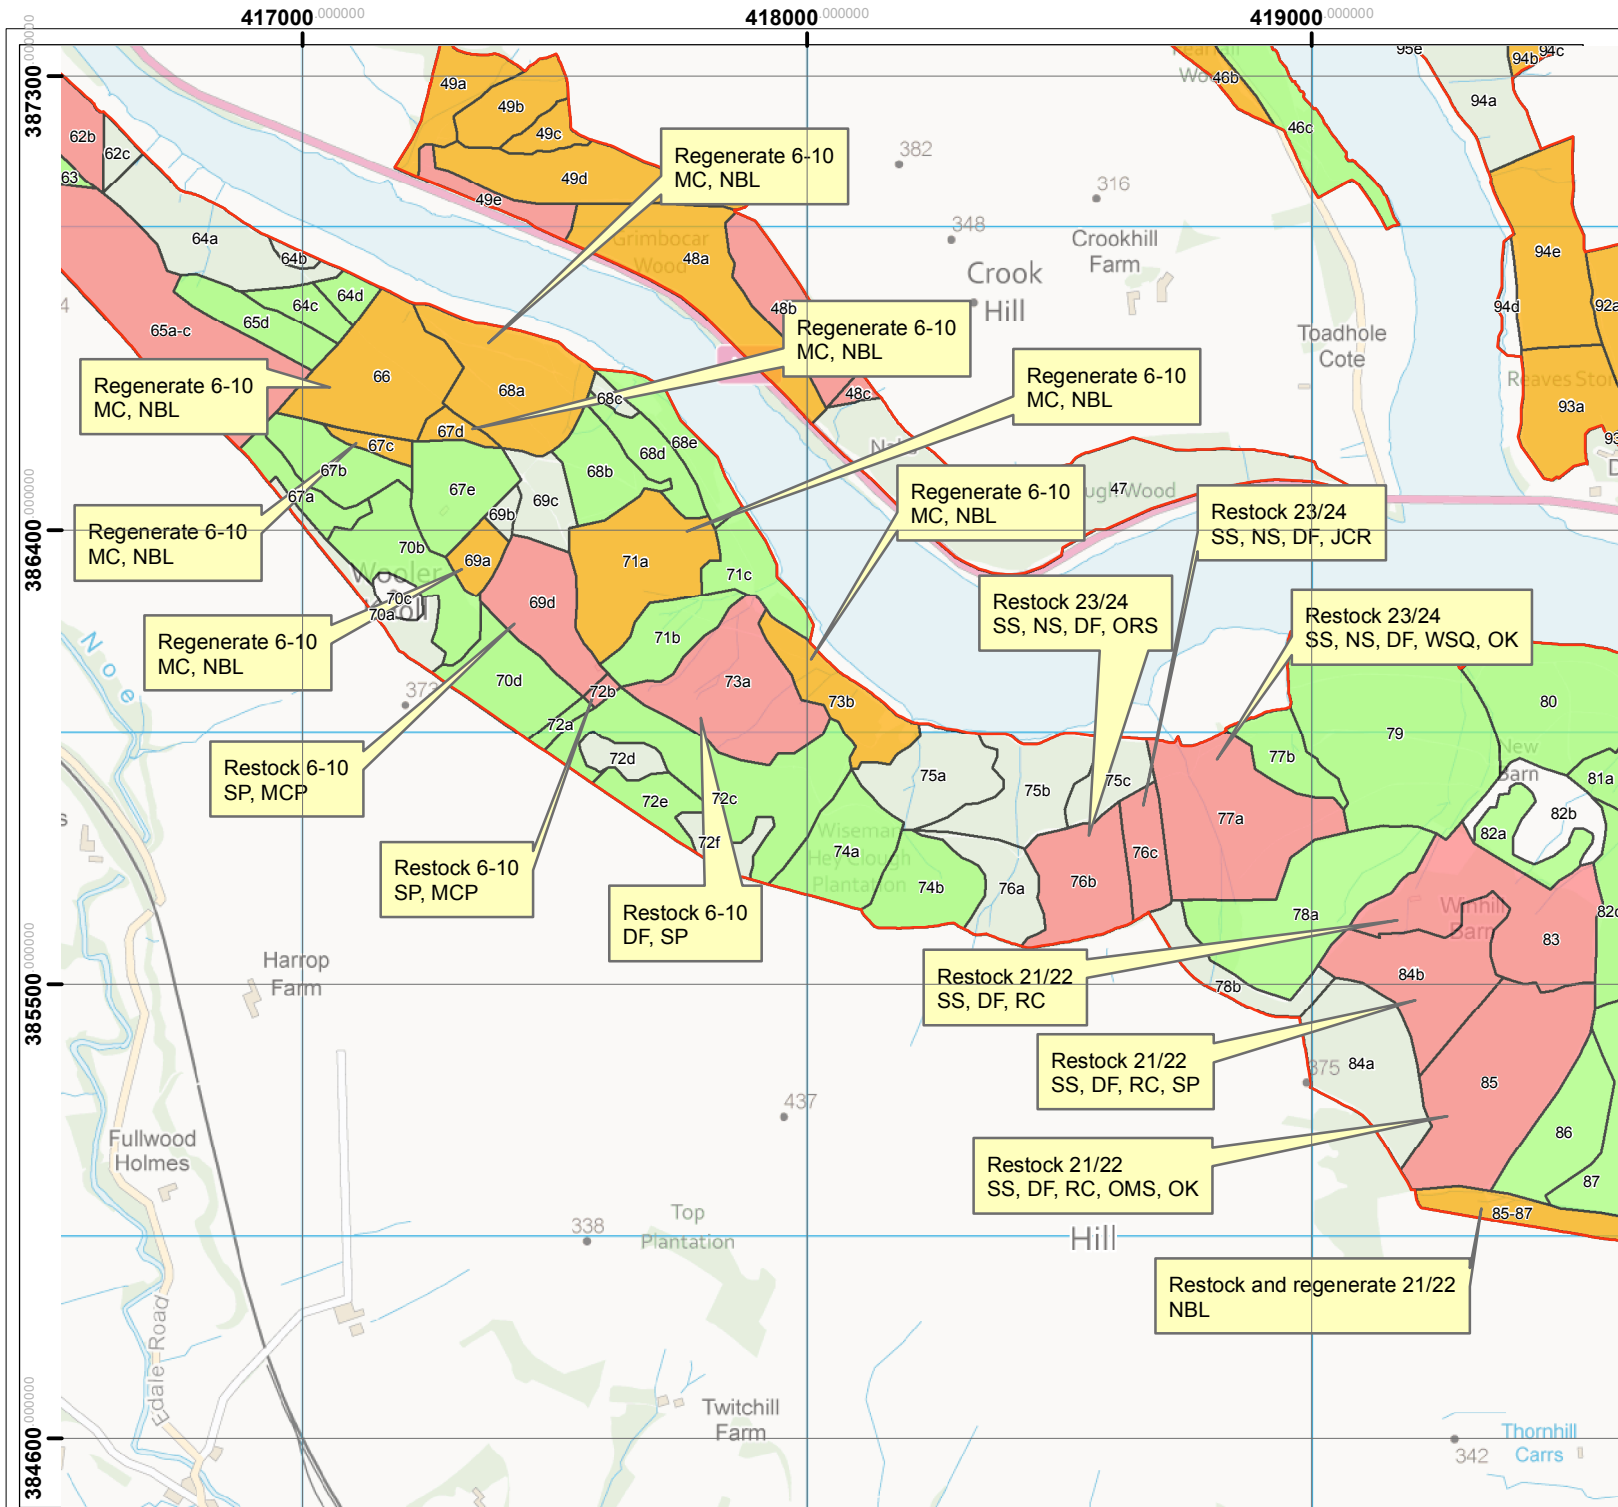 417000.000000
418000.000000
419000.000000
387300.000000
386400.000000
385500.000000
384600.000000
49a
49b
49c
49d
49e
48a
48b
48c
Grimbocar
Wood
46b
46c
95e
94b
94c
94a
94e
94d
92a
93a
62b
62c
63
64a
64b
64c
64d
65d
65a-c
66
68a
67d
67c
67b
67a
67e
68c
68b
68d
68e
69c
69b
69a
69d
70b
70c
70a
70d
71a
71b
71c
72a
72b
72c
72d
72e
72f
73a
73b
74a
74b
75a
75b
75c
76a
76b
76c
77a
77b
78a
78b
79
80
81a
82a
82b
83
84a
84b
85
86
87
85-87
47
Regenerate 6-10
MC, NBL
Regenerate 6-10
MC, NBL
Regenerate 6-10
MC, NBL
Regenerate 6-10
MC, NBL
Regenerate 6-10
MC, NBL
Regenerate 6-10
MC, NBL
Regenerate 6-10
MC, NBL
Restock 23/24
SS, NS, DF, JCR
Restock 23/24
SS, NS, DF, ORS
Restock 23/24
SS, NS, DF, WSQ, OK
Restock 6-10
SP, MCP
Restock 6-10
SP, MCP
Restock 6-10
DF, SP
Restock 21/22
SS, DF, RC
Restock 21/22
SS, DF, RC, SP
Restock 21/22
SS, DF, RC, OMS, OK
Restock and regenerate 21/22
NBL
382
316
348
Crookhill
Farm
Crook
Hill
Toadhole
Cote
Wooler
Noe
373
Wiseman
Hey Clough
Plantation
New
Barn
Winhill
Barn
Harrop
Farm
Fullwood
Holmes
Edale Road
437
375
338
Top
Plantation
Hill
Twitchill
Farm
Thornhill
Carrs
342